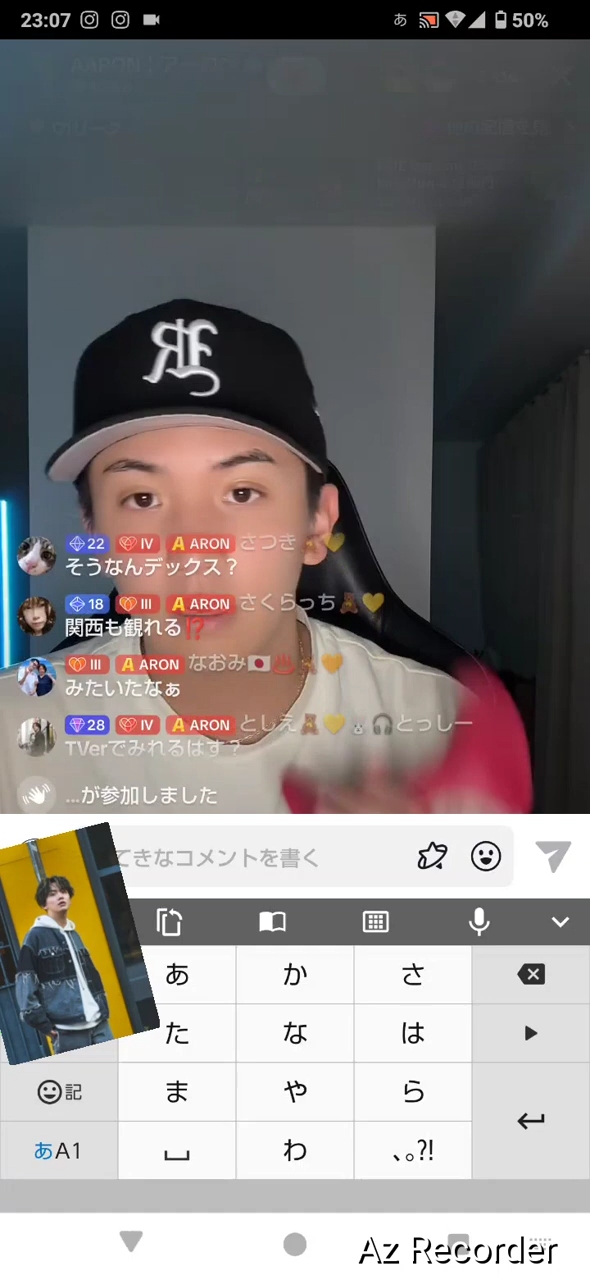 23:07
あ
50%
22 IV A ARON さつき
そうなんデックス？
18 III A ARON さくらっち
関西も観れる⁉️
III A ARON なおみ
みたいたなぁ
28 IV A ARON としえ とっしー
TVerでみれるはず？
...が参加しました
てきなコメントを書く
あ か さ
た な は
記 ま や ら
あA1 わ ､。?!
Az Recorder